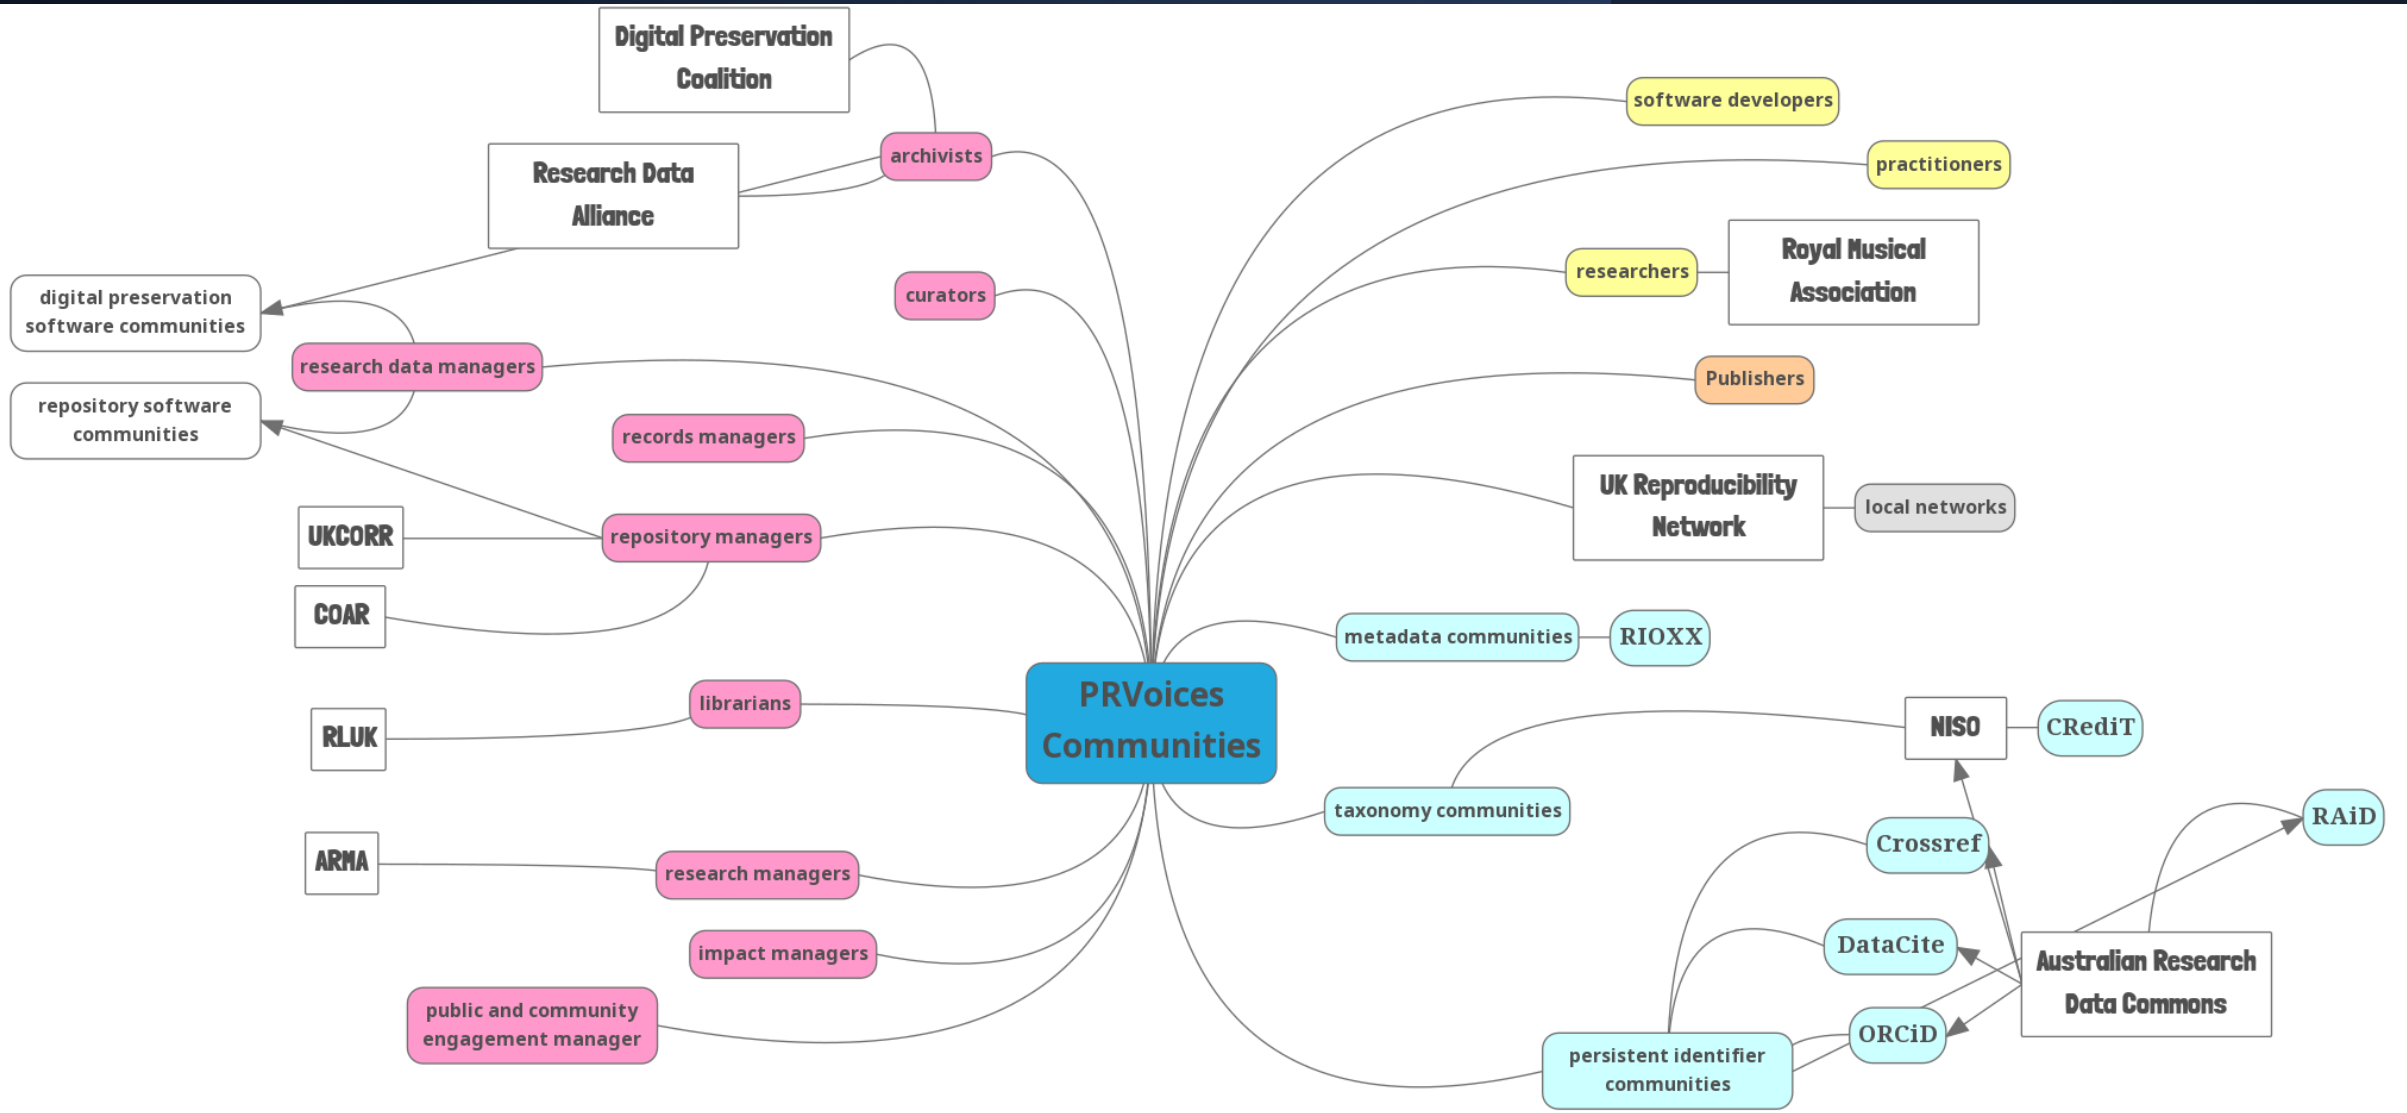 Digital Preservation
Coalition
archivists
Research Data
Alliance
curators
digital preservation
software communities
research data managers
repository software
communities
records managers
UKCORR
repository managers
COAR
librarians
RLUK
ARMA
research managers
impact managers
public and community
engagement manager
PRVoices
Communities
software developers
practitioners
researchers
Royal Musical
Association
Publishers
UK Reproducibility
Network
local networks
metadata communities
RIOXX
NISO
CRediT
taxonomy communities
Crossref
RAiD
DataCite
Australian Research
Data Commons
ORCiD
persistent identifier
communities